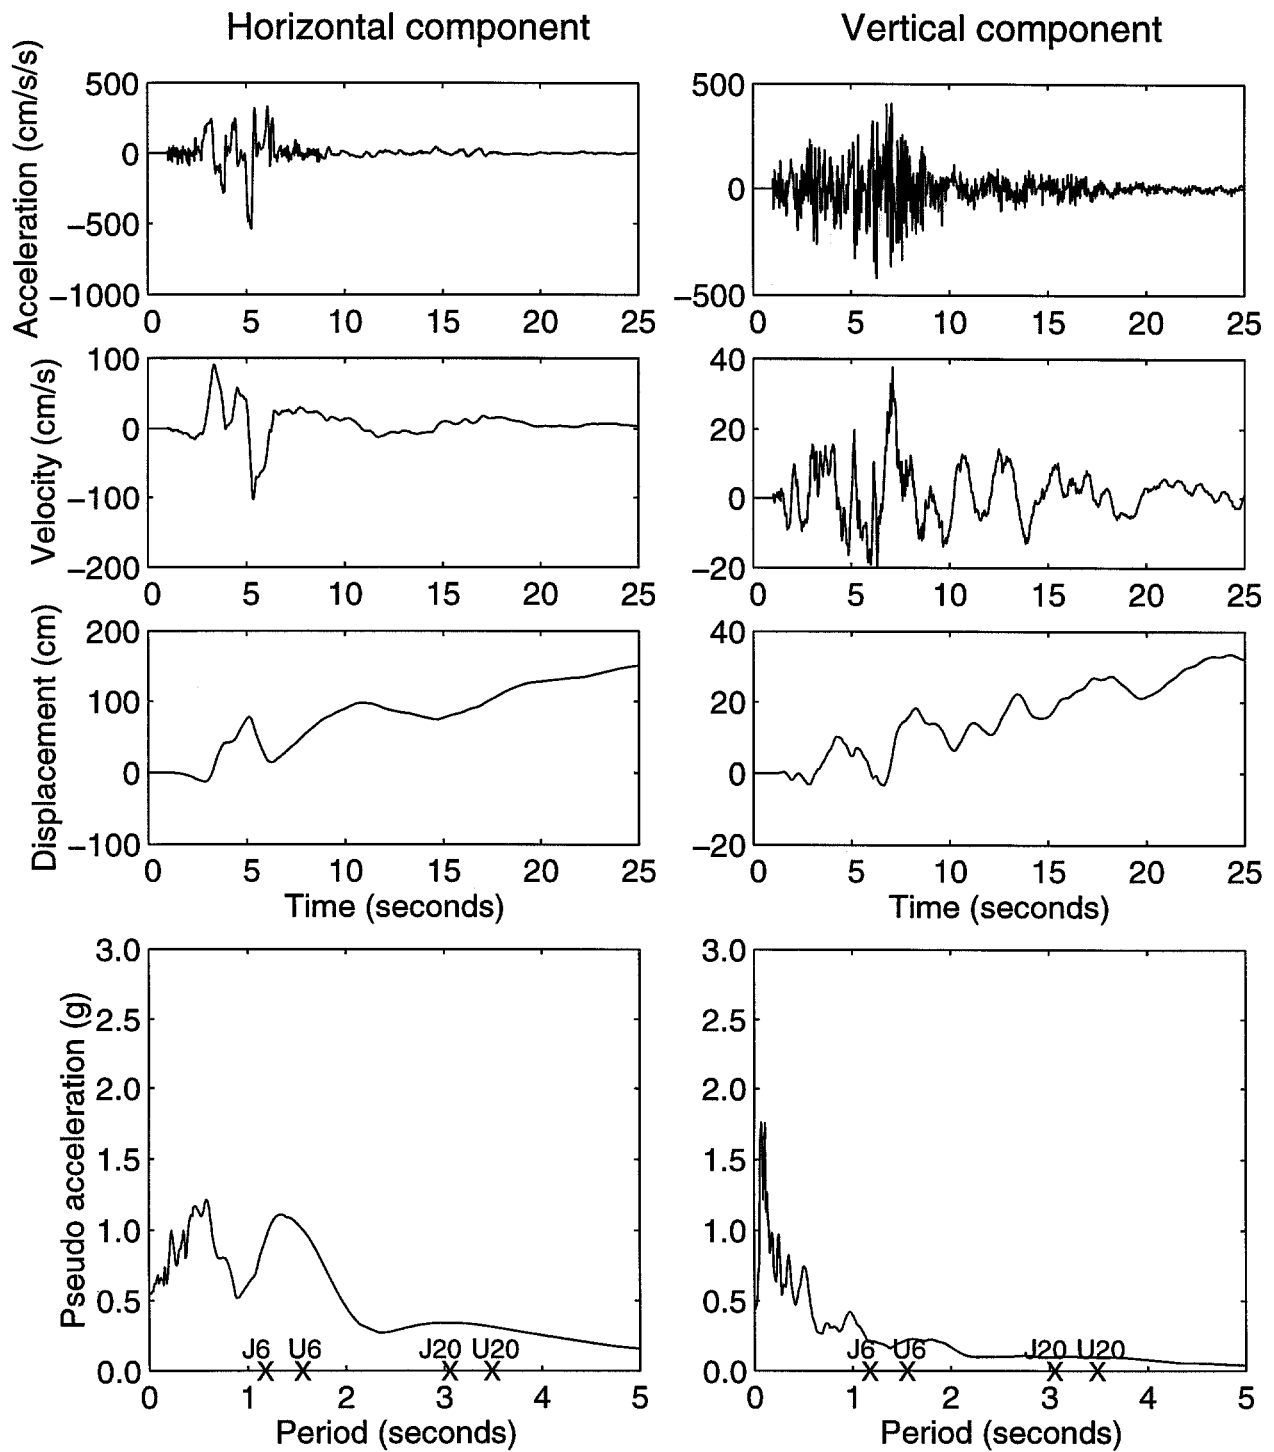 Horizontal component
Vertical component
Acceleration (cm/s/s)
500
0
−500
−1000
0 5 10 15 20 25
500
0
−500
0 5 10 15 20 25
Velocity (cm/s)
100
0
−100
−200
0 5 10 15 20 25
40
20
0
−20
0 5 10 15 20 25
Displacement (cm)
200
100
0
−100
0 5 10 15 20 25
Time (seconds)
40
20
0
−20
0 5 10 15 20 25
Time (seconds)
Pseudo acceleration (g)
3.0
2.5
2.0
1.5
1.0
0.5
0.0
J6 U6 J20 U20
X X X X
0 1 2 3 4 5
Period (seconds)
3.0
2.5
2.0
1.5
1.0
0.5
0.0
J6 U6 J20 U20
X X X X
0 1 2 3 4 5
Period (seconds)